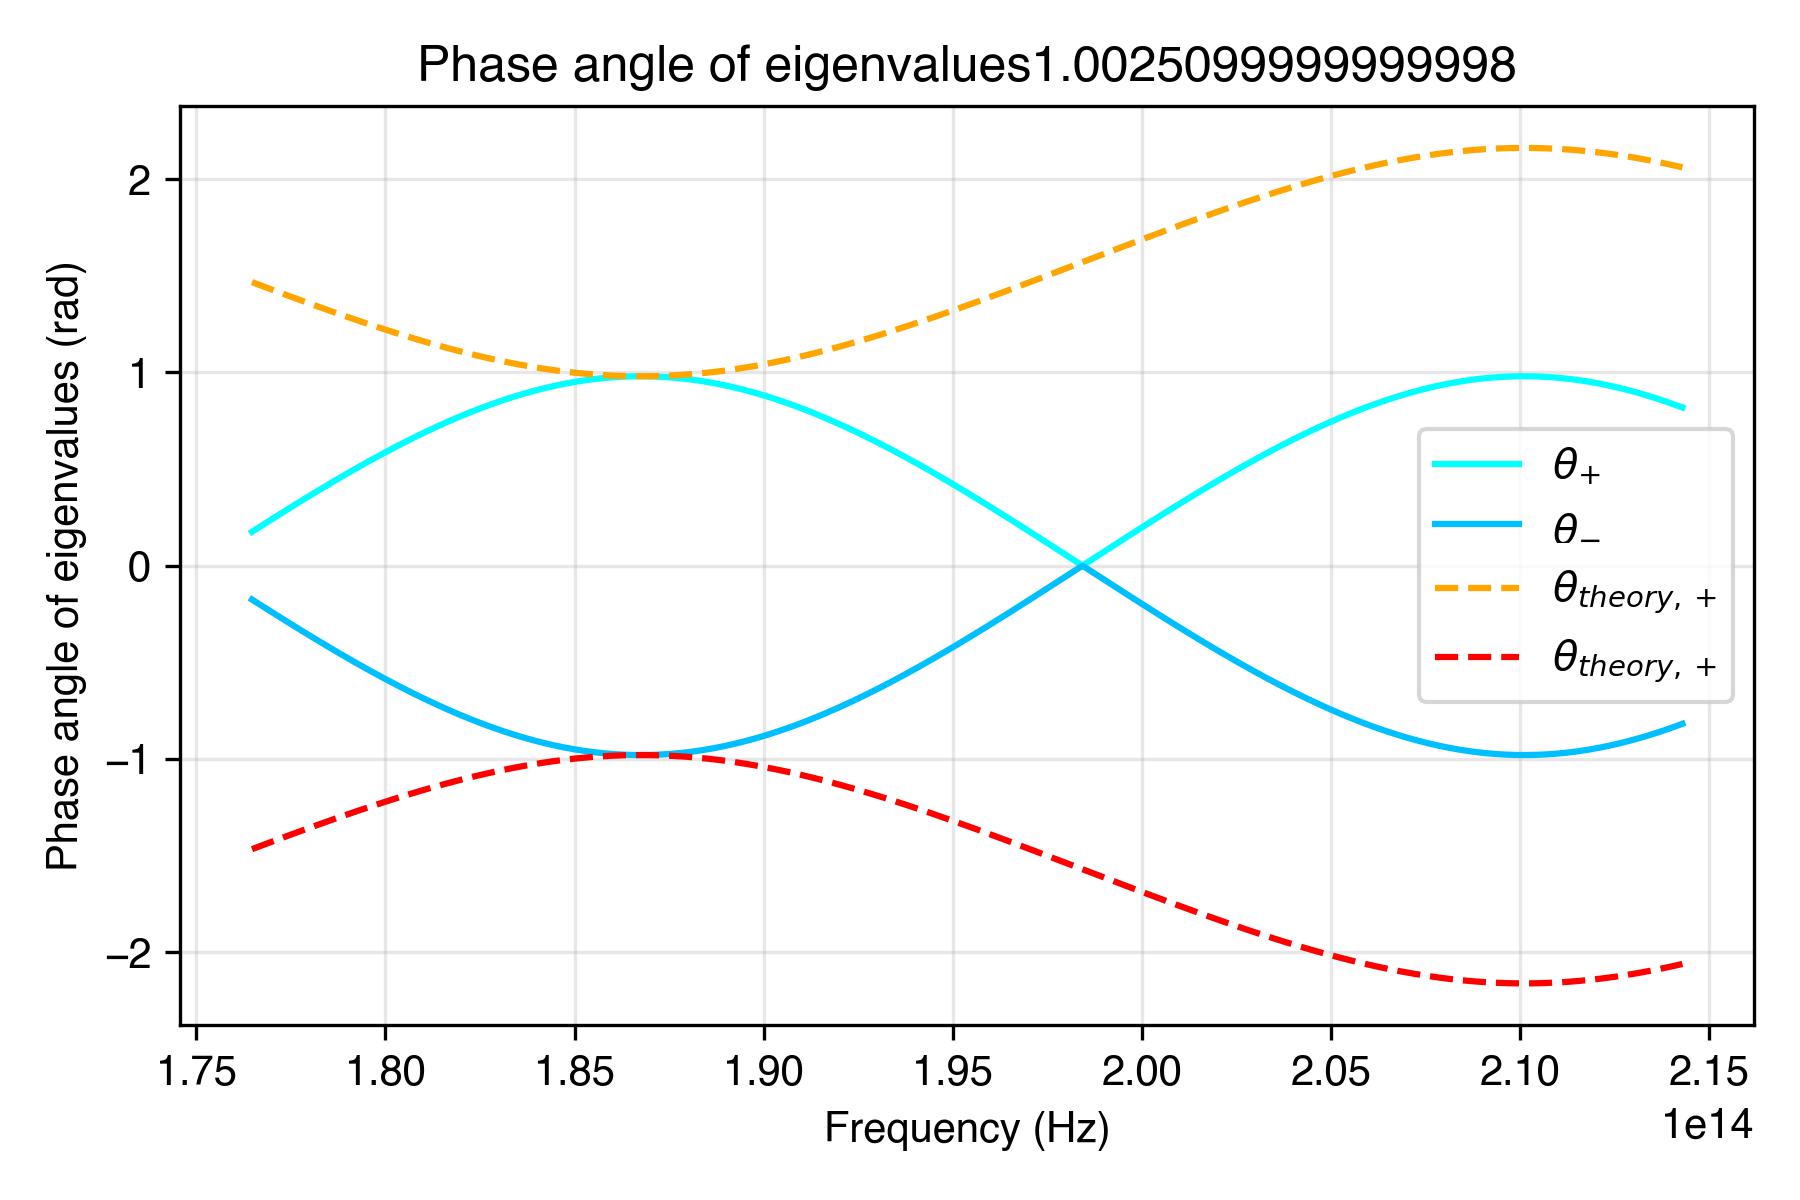 Phase angle of eigenvalues1.0025099999999998
Phase angle of eigenvalues (rad)
2
1
0
−1
−2
θ₊
θ₋
θtheory, +
θtheory, +
1.75 1.80 1.85 1.90 1.95 2.00 2.05 2.10 2.15
Frequency (Hz)
1e14